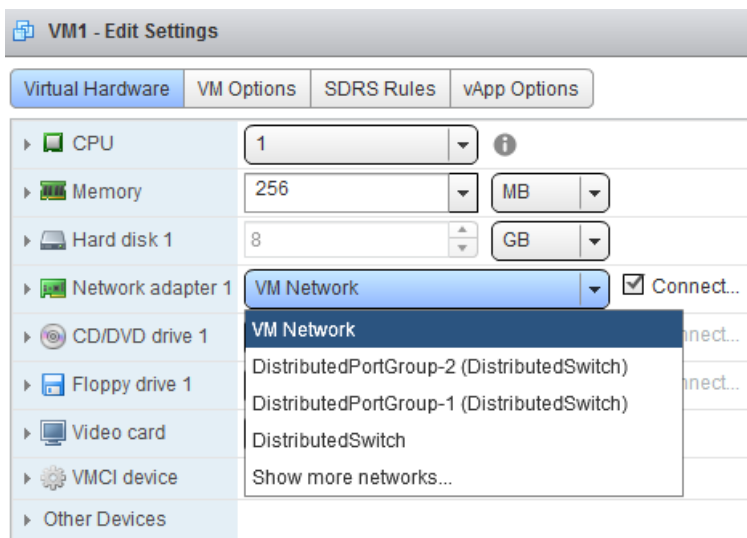 VM1 - Edit Settings
Virtual Hardware VM Options SDRS Rules vApp Options
CPU 1
Memory 256 MB
Hard disk 1 8 GB
Network adapter 1 VM Network Connect...
CD/DVD drive 1 VM Network nnect...
DistributedPortGroup-2 (DistributedSwitch)
Floppy drive 1 DistributedPortGroup-1 (DistributedSwitch) nnect...
Video card DistributedSwitch
VMCI device Show more networks...
Other Devices